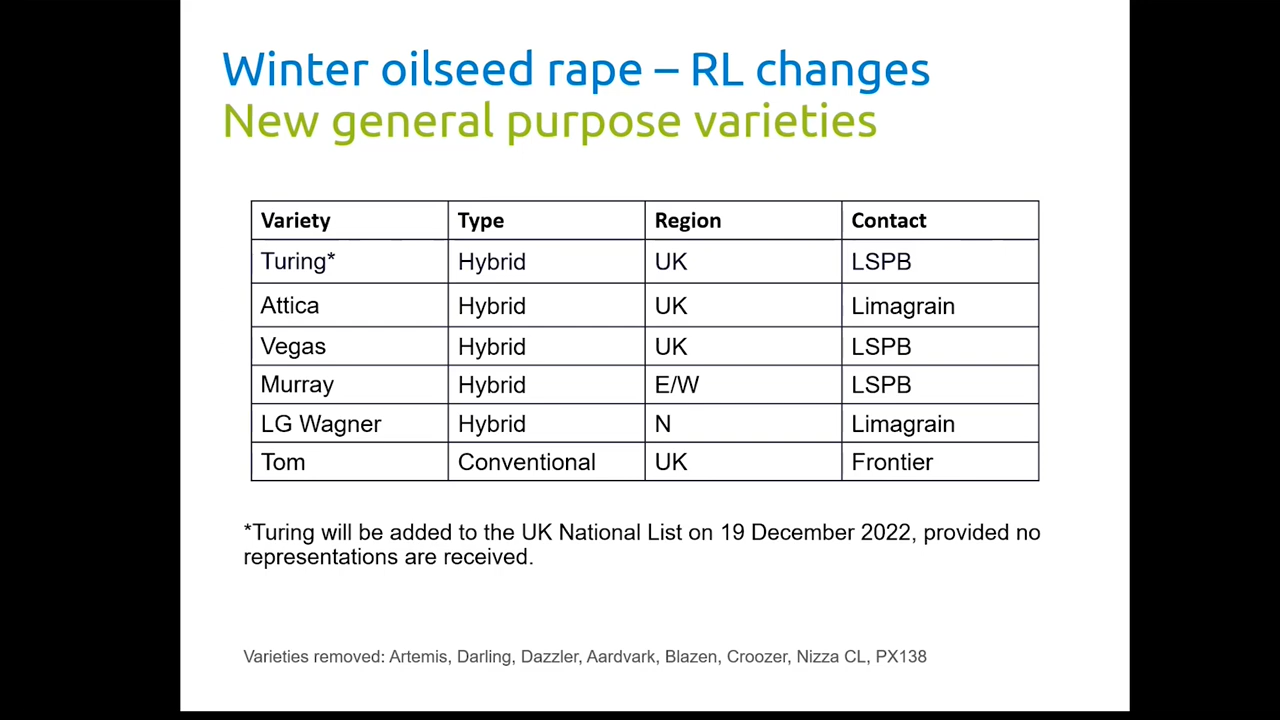 Winter oilseed rape – RL changes
New general purpose varieties
Variety Type Region Contact
Turing* Hybrid UK LSPB
Attica Hybrid UK Limagrain
Vegas Hybrid UK LSPB
Murray Hybrid E/W LSPB
LG Wagner Hybrid N Limagrain
Tom Conventional UK Frontier
*Turing will be added to the UK National List on 19 December 2022, provided no
representations are received.
Varieties removed: Artemis, Darling, Dazzler, Aardvark, Blazen, Croozer, Nizza CL, PX138